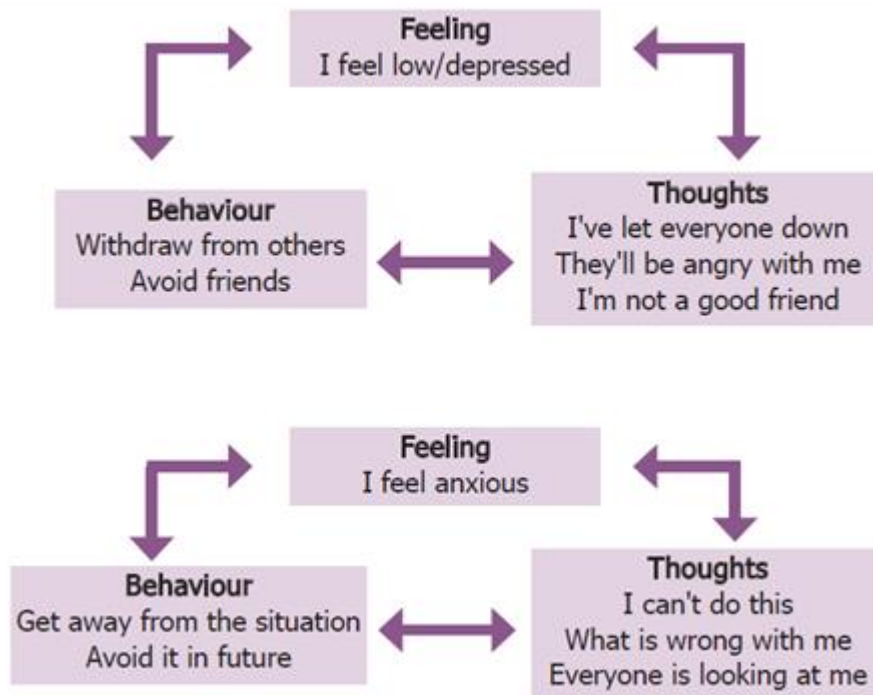 Feeling
I feel low/depressed
Behaviour
Withdraw from others
Avoid friends
Thoughts
I've let everyone down
They'll be angry with me
I'm not a good friend
Feeling
I feel anxious
Behaviour
Get away from the situation
Avoid it in future
Thoughts
I can't do this
What is wrong with me
Everyone is looking at me